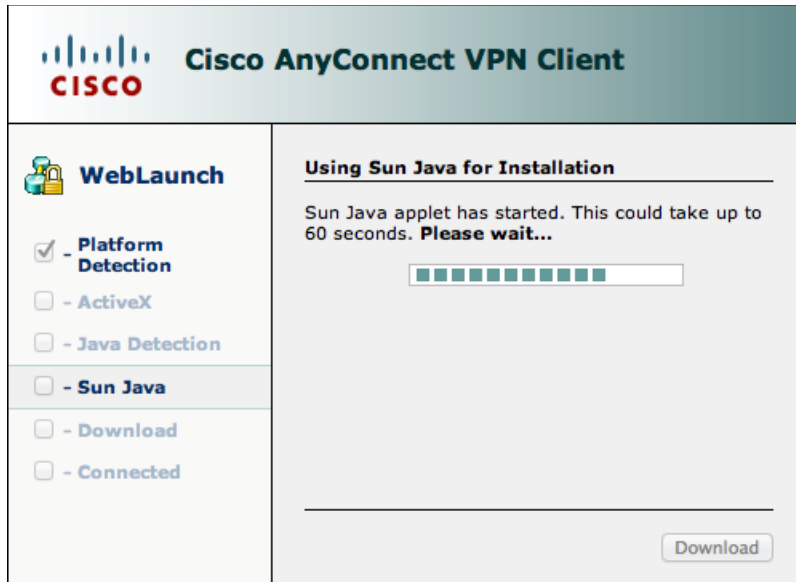 CISCO
Cisco AnyConnect VPN Client
WebLaunch
- Platform
Detection
- ActiveX
- Java Detection
- Sun Java
- Download
- Connected
Using Sun Java for Installation
Sun Java applet has started. This could take up to
60 seconds. Please wait...
Download